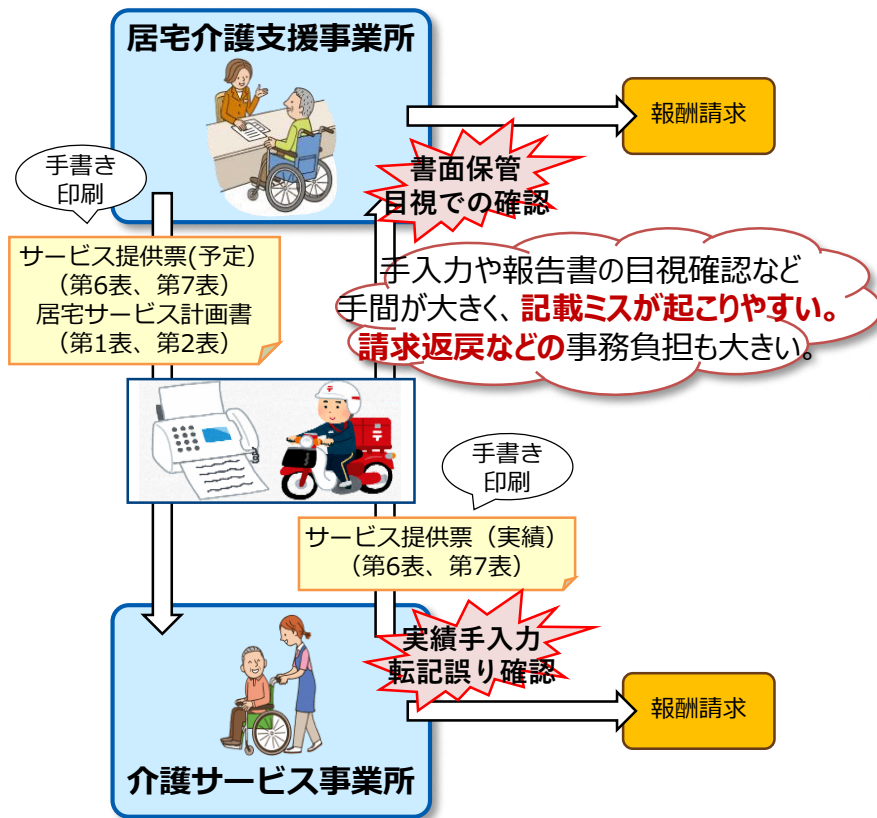 居宅介護支援事業所
報酬請求
手書き
印刷
書面保管
目視での確認
サービス提供票(予定)
(第6表、第7表)
居宅サービス計画書
(第1表、第2表)
手入力や報告書の目視確認など
手間が大きく、記載ミスが起こりやすい。
請求返戻などの事務負担も大きい。
手書き
印刷
サービス提供票（実績）
（第6表、第7表）
実績手入力
転記誤り確認
報酬請求
介護サービス事業所